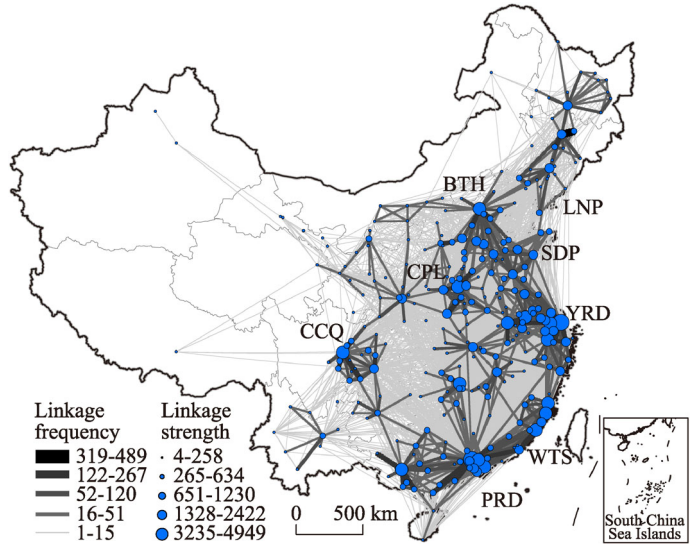 BTH
LNP
SDP
CPL
YRD
CCQ
WTS
PRD
Linkage
frequency
319-489
122-267
52-120
16-51
1-15
Linkage
strength
4-258
265-634
651-1230
1328-2422
3235-4949
0 500 km
South China
Sea Islands